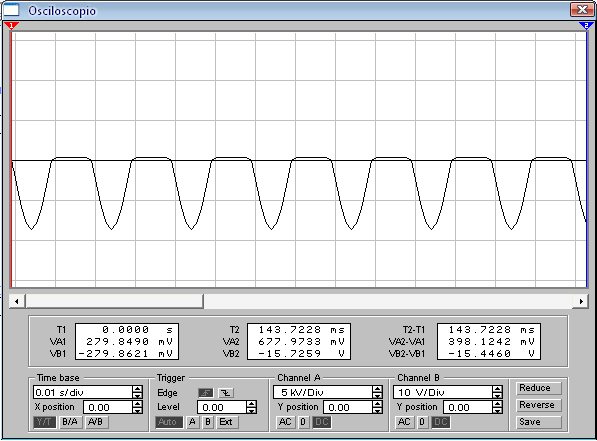 Osciloscopio
1 2
T1 0.0000 s T2 143.7228 ms T2-T1 143.7228 ms
VA1 279.8490 mV VA2 677.9733 mV VA2-VA1 398.1242 mV
VB1 -279.8621 mV VB2 -15.7259 V VB2-VB1 -15.4460 V
Time base Trigger Channel A Channel B Reduce
0.01 s/div Edge 5 kV/Div 10 V/Div
X position 0.00 Level 0.00 Y position 0.00 Y position 0.00 Reverse
Y/T B/A A/B Auto A B Ext AC 0 DC AC 0 DC Save